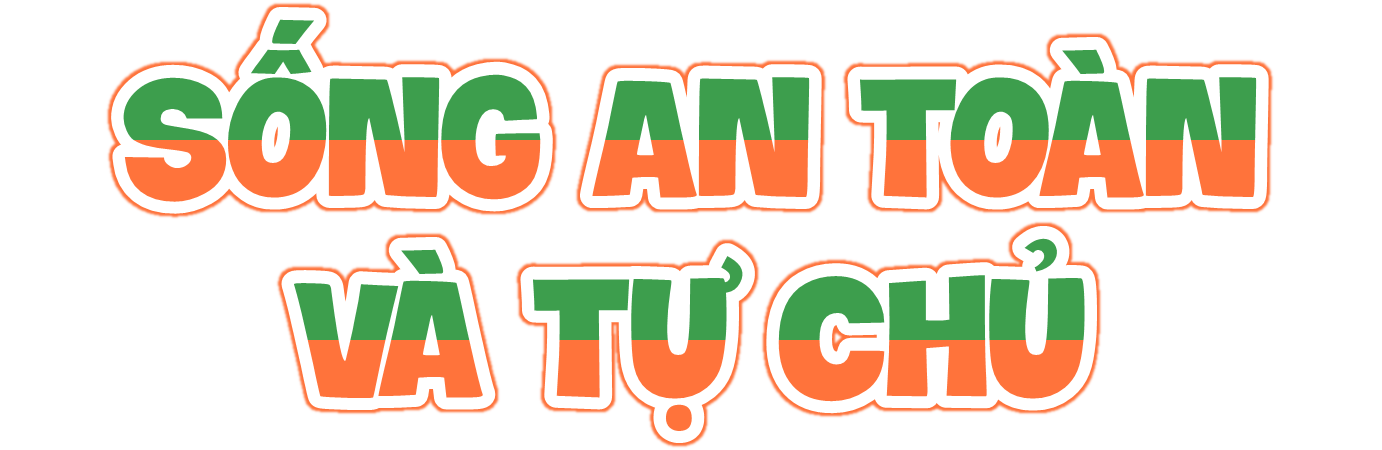 SỐNG AN TOÀN
VÀ TỰ CHỦ